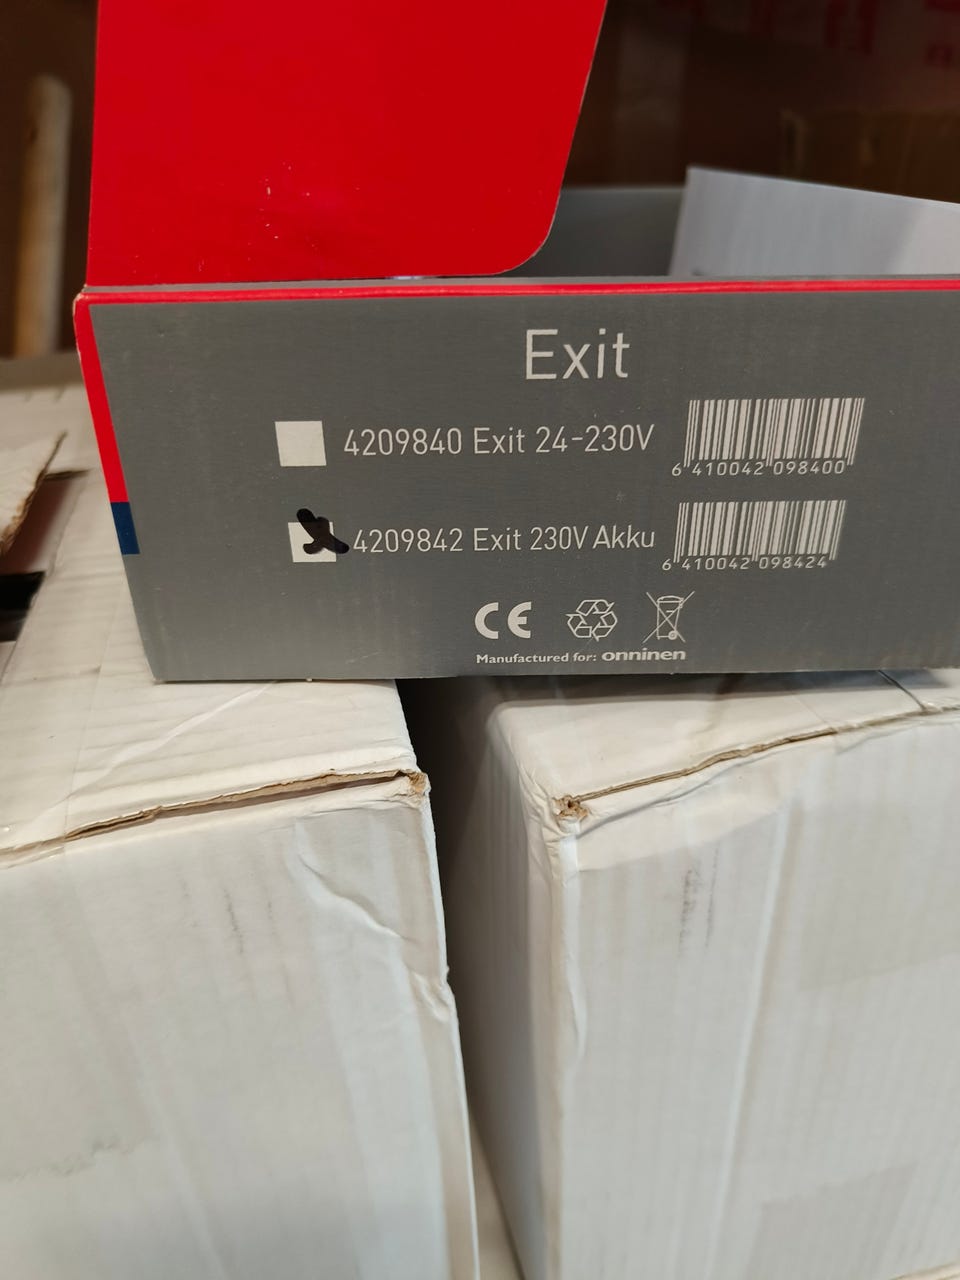 Exit
4209840 Exit 24-230V
6 410042 098400
4209842 Exit 230V Akku
6 410042 098424
CE
Manufactured for: onninen